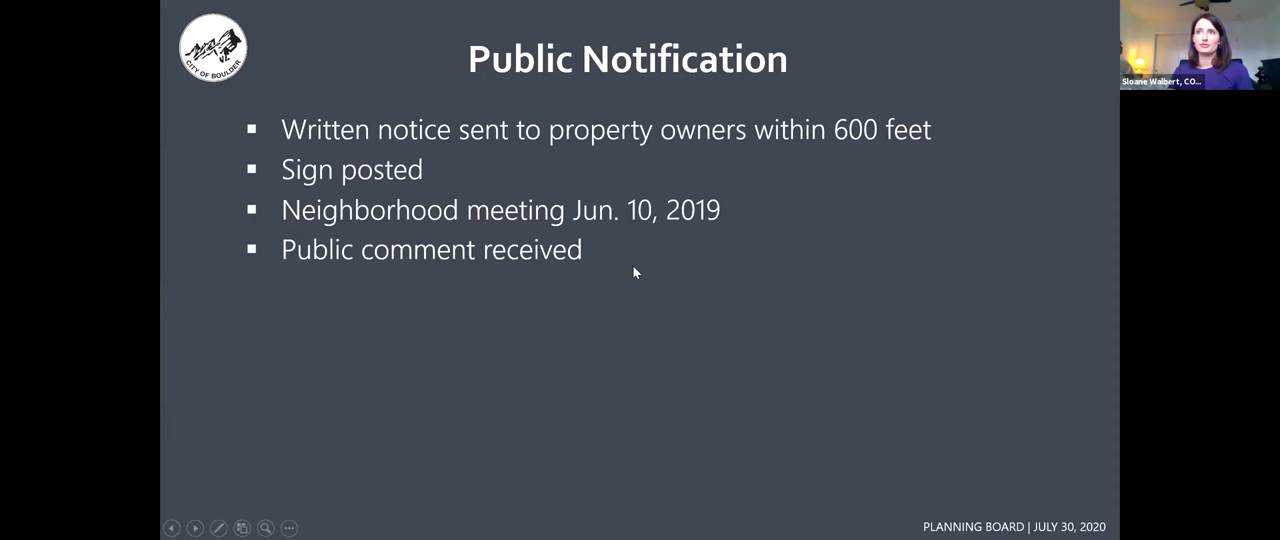 Public Notification
CITY OF BOULDER
Written notice sent to property owners within 600 feet
Sign posted
Neighborhood meeting Jun. 10, 2019
Public comment received
Sloane Walbert, CO...
PLANNING BOARD | JULY 30, 2020